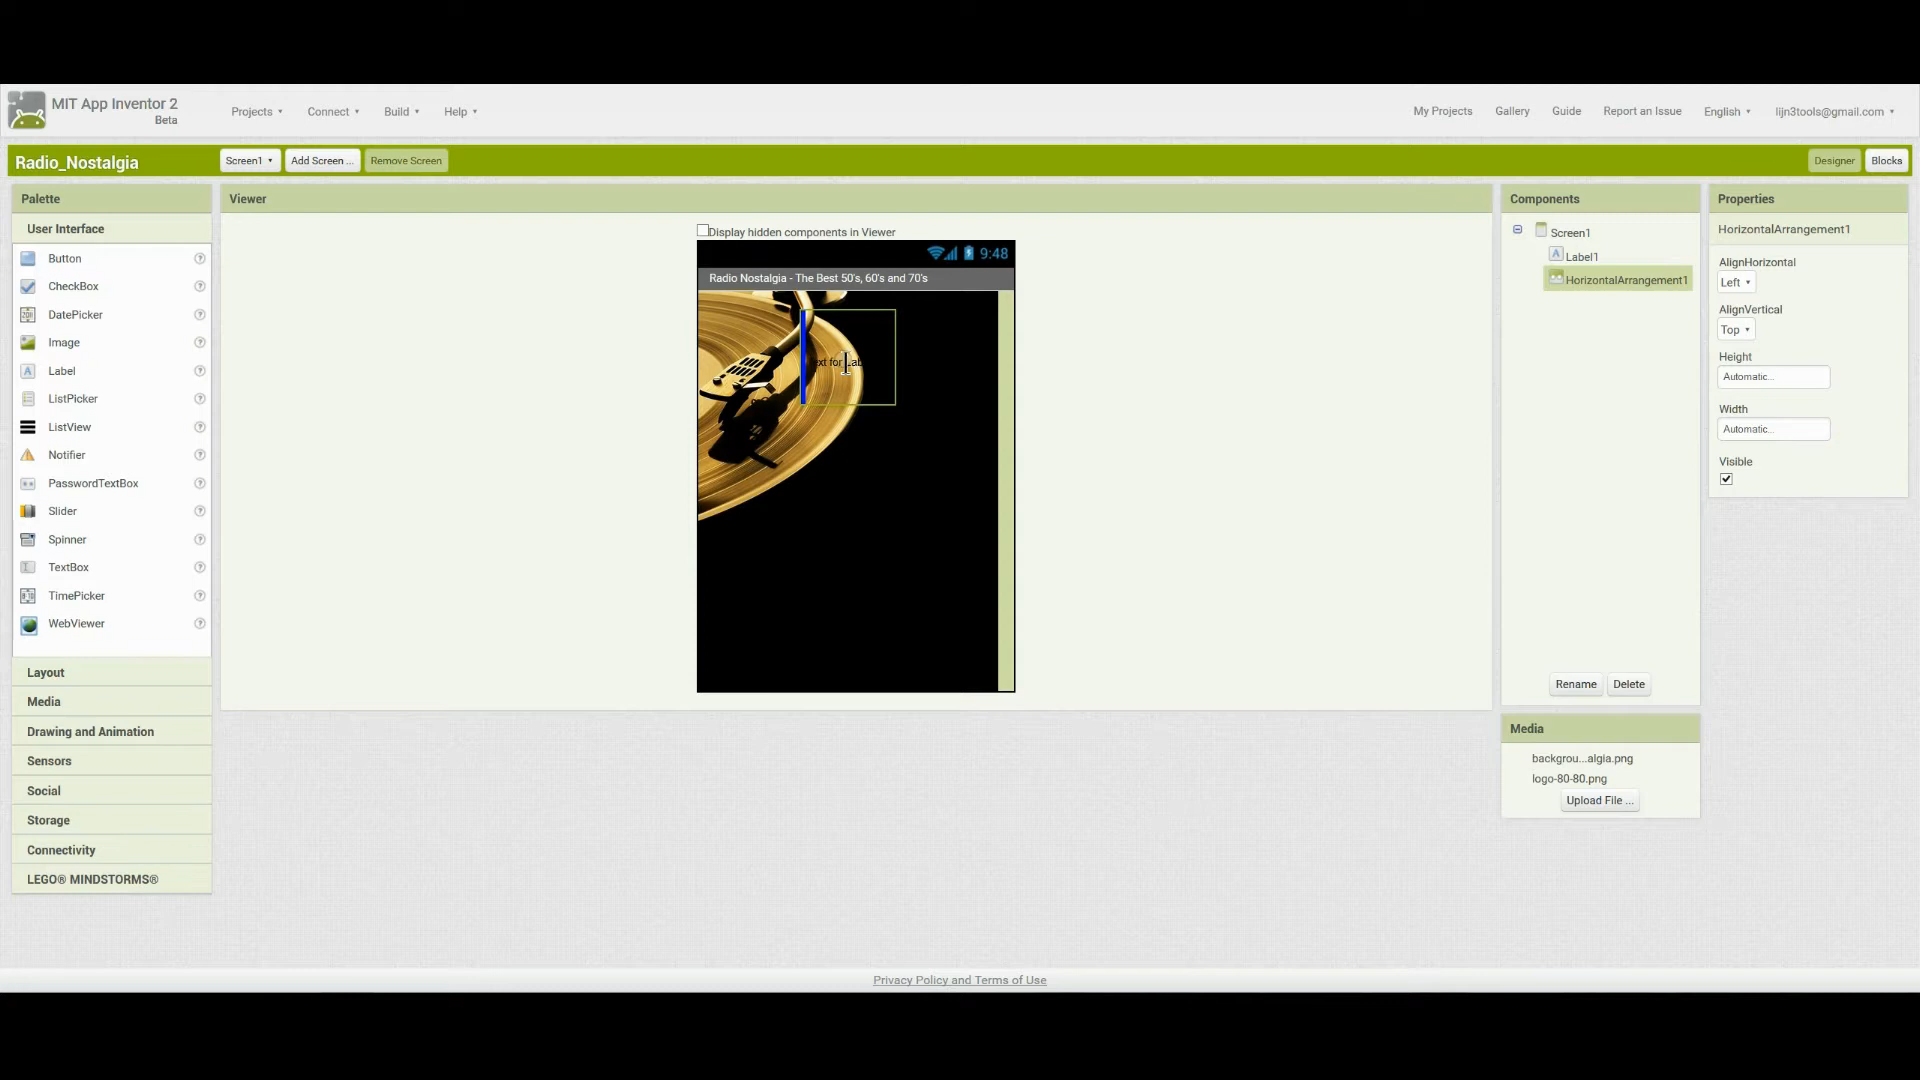 MIT App Inventor 2
Beta
Projects
Connect
Build
Help
My Projects
Gallery
Guide
Report an Issue
English
lijn3tools@gmail.com
Radio_Nostalgia
Screen1
Add Screen ...
Remove Screen
Designer
Blocks
Palette
User Interface
Button
CheckBox
DatePicker
Image
Label
ListPicker
ListView
Notifier
PasswordTextBox
Slider
Spinner
TextBox
TimePicker
WebViewer
Layout
Media
Drawing and Animation
Sensors
Social
Storage
Connectivity
LEGO® MINDSTORMS®
Viewer
Display hidden components in Viewer
9:48
Radio Nostalgia - The Best 50's, 60's and 70's
for
Components
Screen1
Label1
HorizontalArrangement1
Rename
Delete
Media
backgrou...algia.png
logo-80-80.png
Upload File ...
Properties
HorizontalArrangement1
AlignHorizontal
Left
AlignVertical
Top
Height
Automatic...
Width
Automatic...
Visible
Privacy Policy and Terms of Use